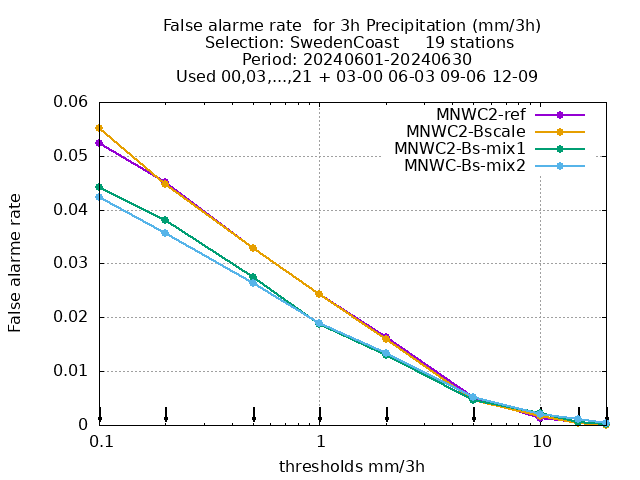 False alarme rate  for 3h Precipitation (mm/3h)
Selection: SwedenCoast     19 stations
Period: 20240601-20240630
Used 00,03,...,21 + 03-00 06-03 09-06 12-09
MNWC2-ref
MNWC2-Bscale
MNWC2-Bs-mix1
MNWC-Bs-mix2
False alarme rate
0.06
0.05
0.04
0.03
0.02
0.01
0
0.1 1 10
thresholds mm/3h